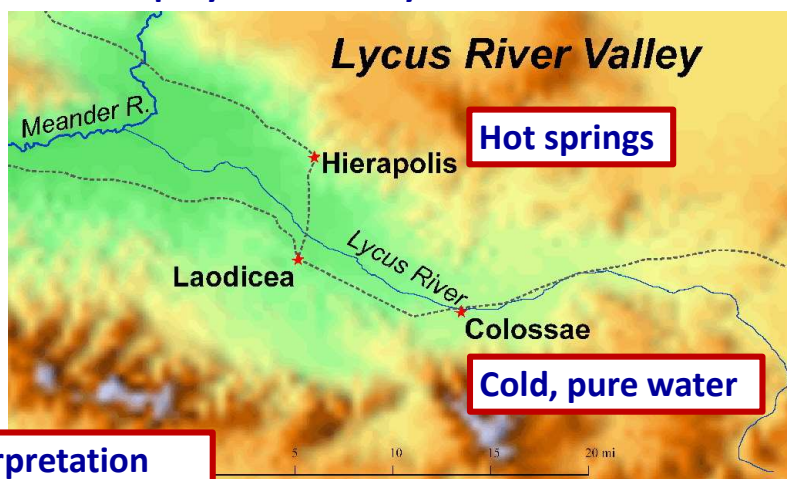 Lycus River Valley
Meander R.
Hot springs
Hierapolis
Lycus River
Laodicea
Colossae
Cold, pure water
5 10 15 20 mi